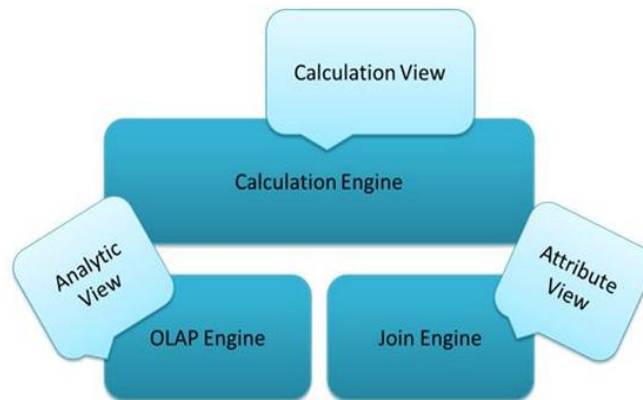 Calculation View
Calculation Engine
Analytic
View
Attribute
View
OLAP Engine
Join Engine